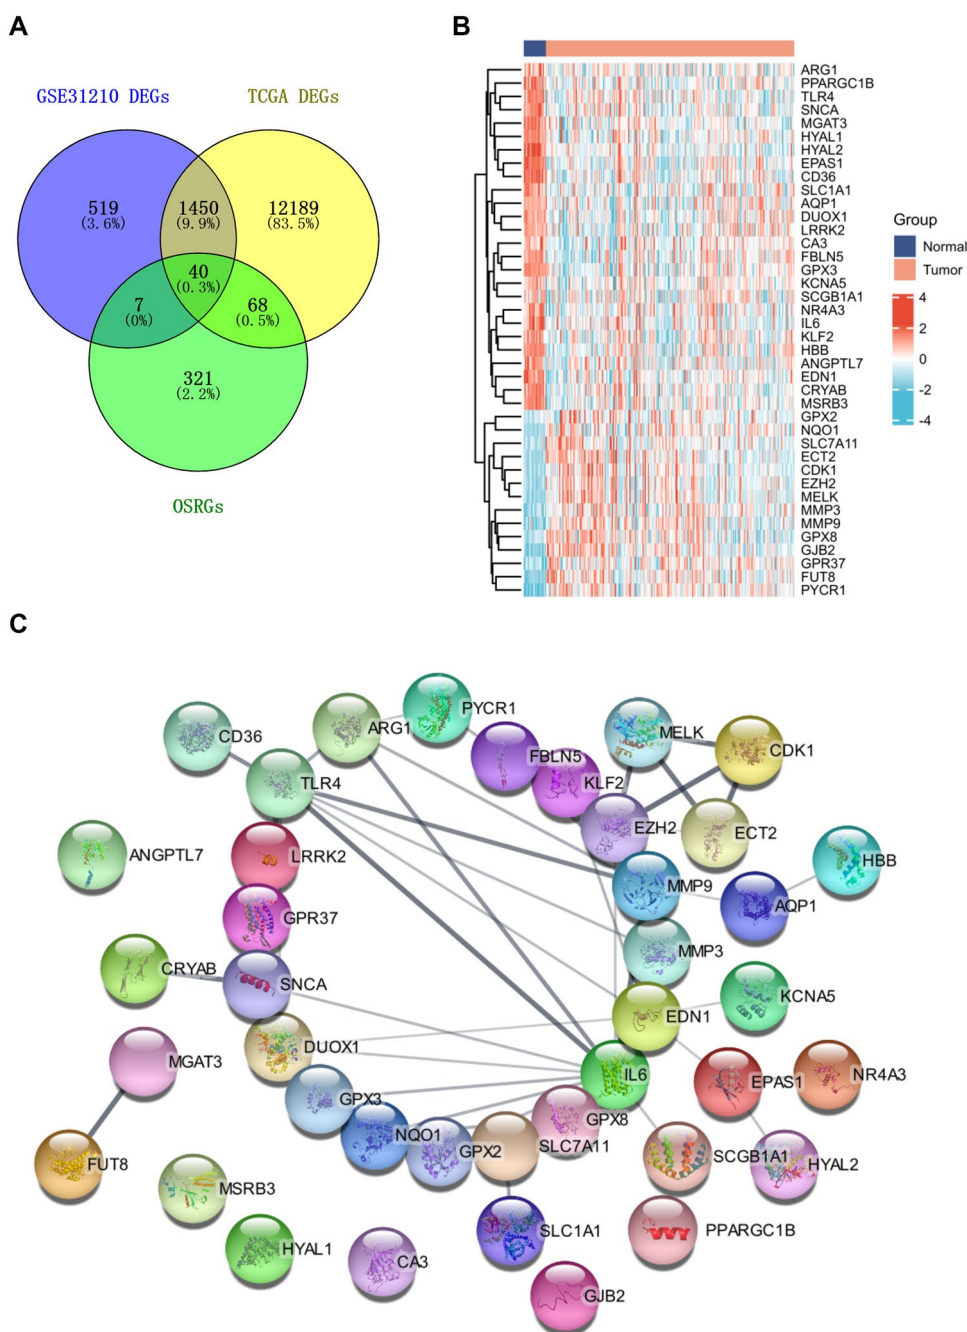 A
GSE31210 DEGs
TCGA DEGs
519
(3.6%)
1450
(9.9%)
12189
(83.5%)
40
(0.3%)
7
(0%)
68
(0.5%)
321
(2.2%)
OSRGs
B
ARG1
PPARGC1B
TLR4
SNCA
MGAT3
HYAL1
HYAL2
EPAS1
CD36
SLC1A1
AQP1
DUOX1
LRRK2
CA3
FBLN5
GPX3
KCNA5
SCGB1A1
NR4A3
IL6
KLF2
HBB
ANGPTL7
EDN1
CRYAB
MSRB3
GPX2
NQO1
SLC7A11
ECT2
CDK1
EZH2
MELK
MMP3
MMP9
GPX8
GJB2
GPR37
FUT8
PYCR1
Group
Normal
Tumor
4
2
0
-2
-4
C
PYCR1
ARG1
CD36
MELK
CDK1
FBLN5
TLR4
KLF2
EZH2
ECT2
ANGPTL7
LRRK2
HBB
MMP9
AQP1
GPR37
MMP3
CRYAB
SNCA
KCNA5
EDN1
DUOX1
MGAT3
IL6
EPAS1
NR4A3
GPX3
GPX8
NQO1
GPX2
SLC7A11
SCGB1A1
HYAL2
FUT8
MSRB3
SLC1A1
PPARGC1B
HYAL1
CA3
GJB2